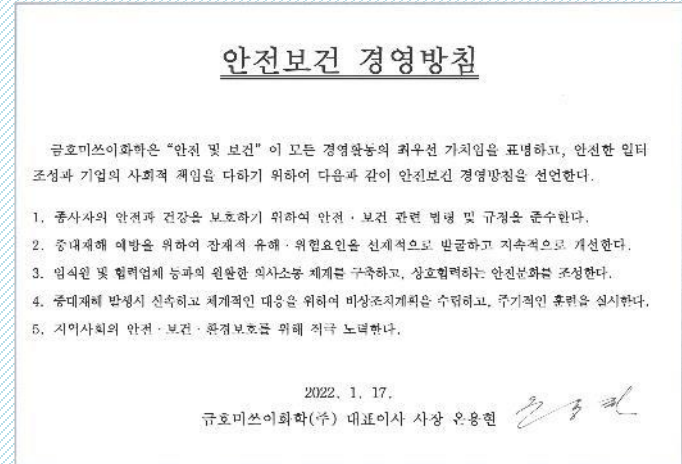 안전보건 경영방침
금호미쓰이화학은 “안전 및 보건” 이 모든 경영활동의 최우선 가치임을 표명하고, 안전한 일터
조성과 기업의 사회적 책임을 다하기 위하여 다음과 같이 안전보건 경영방침을 선언한다.
1. 종사자의 안전과 건강을 보호하기 위하여 안전 · 보건 관련 법령 및 규정을 준수한다.
2. 중대재해 예방을 위하여 잠재적 유해 · 위험요인을 선제적으로 발굴하고 지속적으로 개선한다.
3. 임직원 및 협력업체 등과의 원활한 의사소통 체계를 구축하고, 상호협력하는 안전문화를 조성한다.
4. 중대재해 발생시 신속하고 체계적인 대응을 위하여 비상조치계획을 수립하고, 주기적인 훈련을 실시한다.
5. 지역사회의 안전 · 보건 · 환경보호를 위해 적극 노력한다.
2022. 1. 17.
금호미쓰이화학(주) 대표이사 사장 온용현